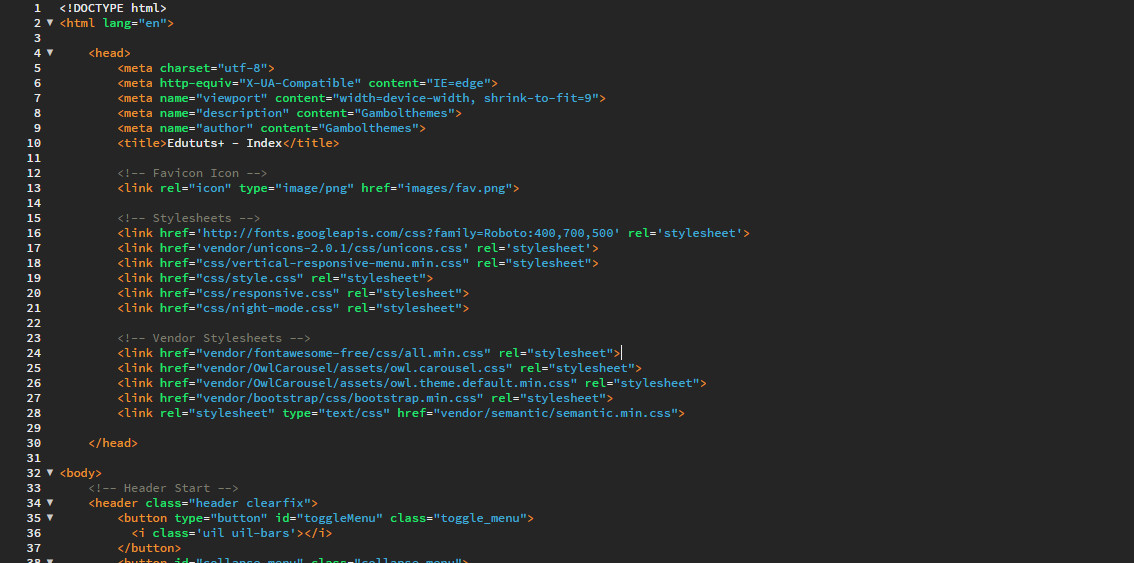 1 <!DOCTYPE html>
2 <html lang="en">
3
4 <head>
5 <meta charset="utf-8">
6 <meta http-equiv="X-UA-Compatible" content="IE=edge">
7 <meta name="viewport" content="width=device-width, shrink-to-fit=9">
8 <meta name="description" content="Gambolthemes">
9 <meta name="author" content="Gambolthemes">
10 <title>Edututs+ - Index</title>
11
12 <!-- Favicon Icon -->
13 <link rel="icon" type="image/png" href="images/fav.png">
14
15 <!-- Stylesheets -->
16 <link href='http://fonts.googleapis.com/css?family=Roboto:400,700,500' rel='stylesheet'>
17 <link href='vendor/unicons-2.0.1/css/unicons.css' rel='stylesheet'>
18 <link href="css/vertical-responsive-menu.min.css" rel="stylesheet">
19 <link href="css/style.css" rel="stylesheet">
20 <link href="css/responsive.css" rel="stylesheet">
21 <link href="css/night-mode.css" rel="stylesheet">
22
23 <!-- Vendor Stylesheets -->
24 <link href="vendor/fontawesome-free/css/all.min.css" rel="stylesheet">
25 <link href="vendor/OwlCarousel/assets/owl.carousel.css" rel="stylesheet">
26 <link href="vendor/OwlCarousel/assets/owl.theme.default.min.css" rel="stylesheet">
27 <link href="vendor/bootstrap/css/bootstrap.min.css" rel="stylesheet">
28 <link rel="stylesheet" type="text/css" href="vendor/semantic/semantic.min.css">
29
30 </head>
31
32 <body>
33 <!-- Header Start -->
34 <header class="header clearfix">
35 <button type="button" id="toggleMenu" class="toggle_menu">
36 <i class='uil uil-bars'></i>
37 </button>
38 <button id="collapse_menu" class="collapse_menu">